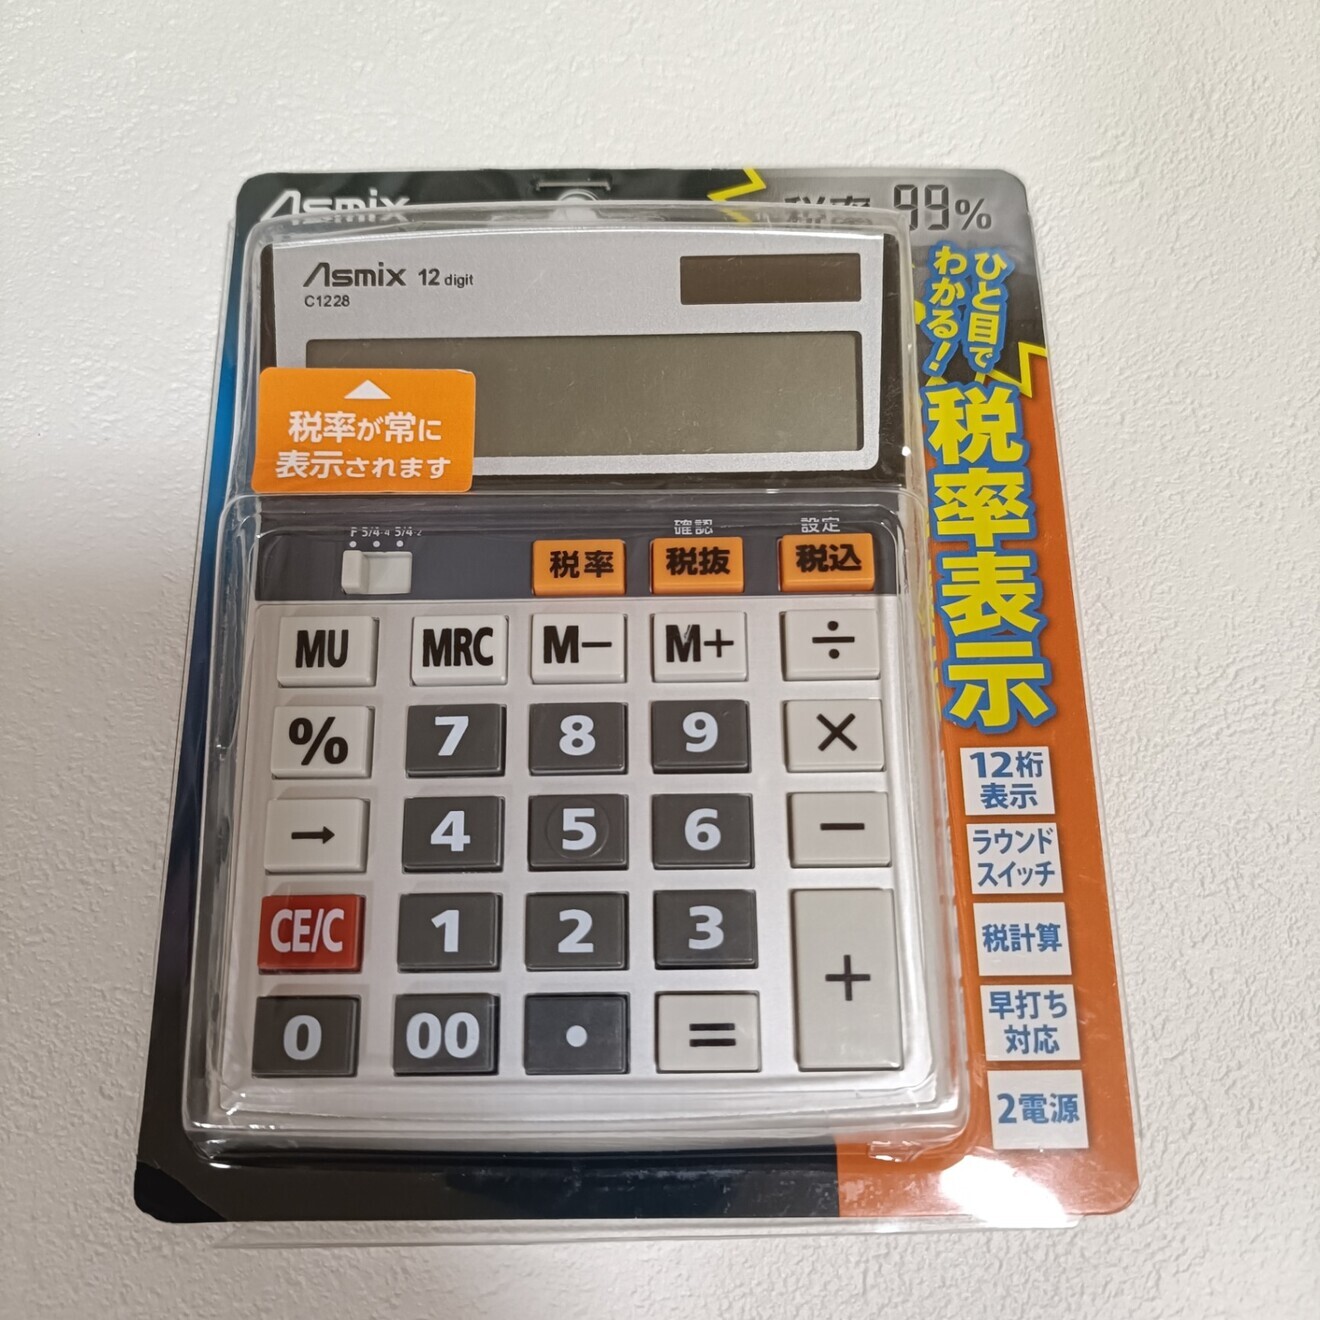 Asmix
税率 99%
Asmix 12 digit
C1228
ひと目で
わかる!
税率表示
税率が常に
表示されます
F 5/4-4 5/4-2
確認
設定
税率
税抜
税込
MU
MRC
M−
M+
÷
%
7
8
9
×
→
4
5
6
−
CE/C
1
2
3
+
0
00
•
=
12桁
表示
ラウンド
スイッチ
税計算
早打ち
対応
2電源